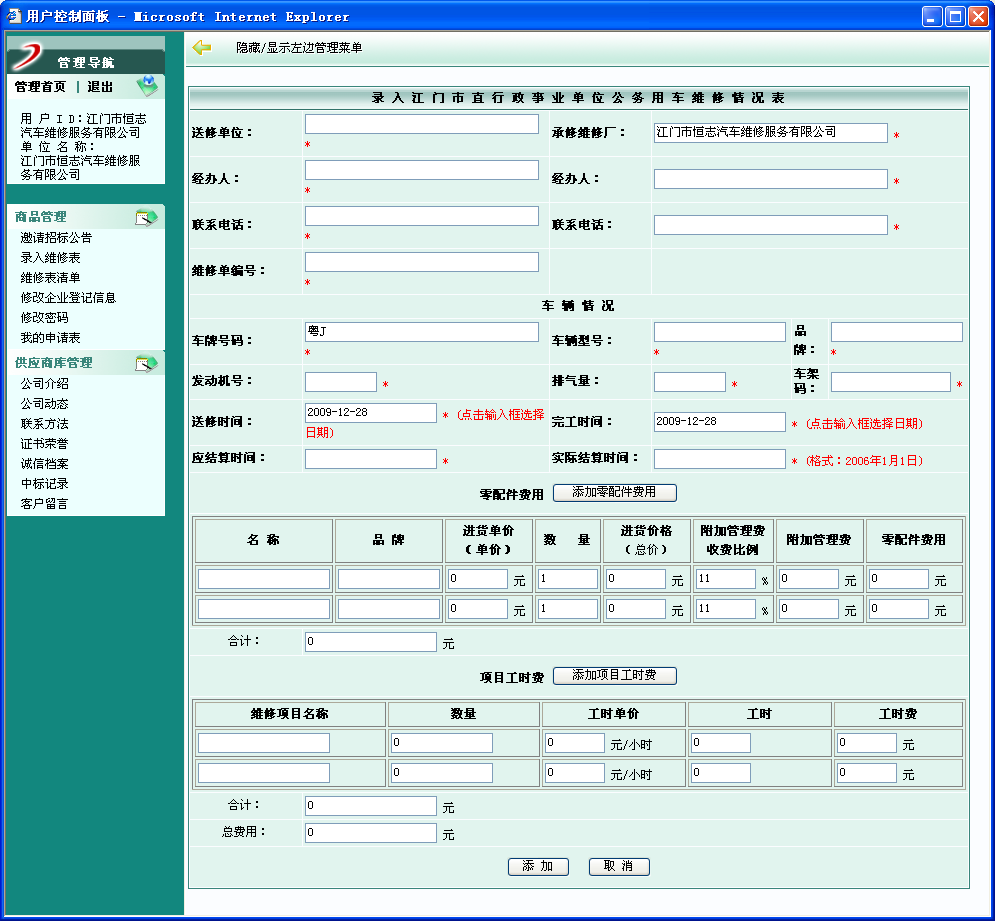 用户控制面板 - Microsoft Internet Explorer
隐藏/显示左边管理菜单
管理导航
管理首页 | 退出
用 户 I D：江门市恒志
汽车维修服务有限公司
单 位 名 称：
江门市恒志汽车维修服
务有限公司
商品管理
邀请招标公告
录入维修表
维修表清单
修改企业登记信息
修改密码
我的申请表
供应商库管理
公司介绍
公司动态
联系方法
证书荣誉
诚信档案
中标记录
客户留言
录 入 江 门 市 直 行 政 事 业 单 位 公 务 用 车 维 修 情 况 表
送修单位： * 承修维修厂： 江门市恒志汽车维修服务有限公司 *
经办人： * 经办人： *
联系电话： * 联系电话： *
维修单编号： *
车 辆 情 况
车牌号码： 粤J * 车辆型号： * 品牌： *
发动机号： * 排气量： * 车架码： *
送修时间： 2009-12-28 * (点击输入框选择日期) 完工时间： 2009-12-28 * (点击输入框选择日期)
应结算时间： * 实际结算时间： * (格式：2006年1月1日)
零配件费用 添加零配件费用
名 称 品 牌 进货单价（单价） 数 量 进货价格（总价） 附加管理费收费比例 附加管理费 零配件费用
0 元 1 0 元 11 % 0 元 0 元
0 元 1 0 元 11 % 0 元 0 元
合计： 0 元
项目工时费 添加项目工时费
维修项目名称 数量 工时单价 工时 工时费
0 0 元/小时 0 0 元
0 0 元/小时 0 0 元
合计： 0 元
总费用： 0 元
添 加 取 消